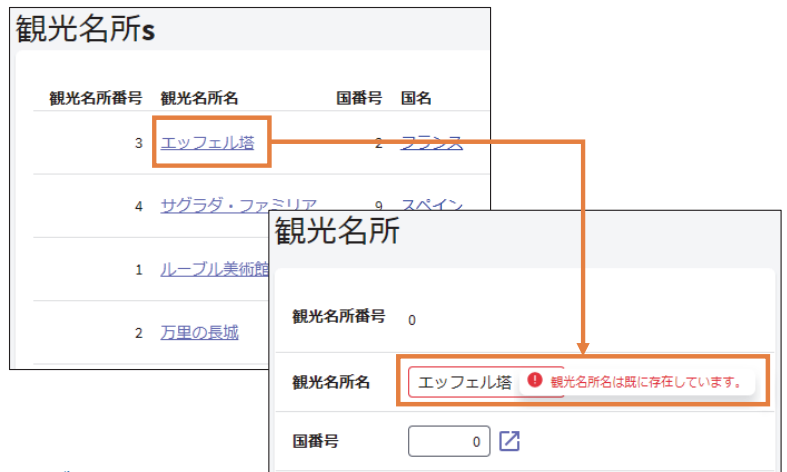 観光名所s
観光名所番号 観光名所名 国番号 国名
3 エッフェル塔 2 フランス
4 サグラダ・ファミリア 9 スペイン
1 ルーブル美術館
2 万里の長城
観光名所
観光名所番号 0
観光名所名 エッフェル塔 観光名所名は既に存在しています。
国番号 0